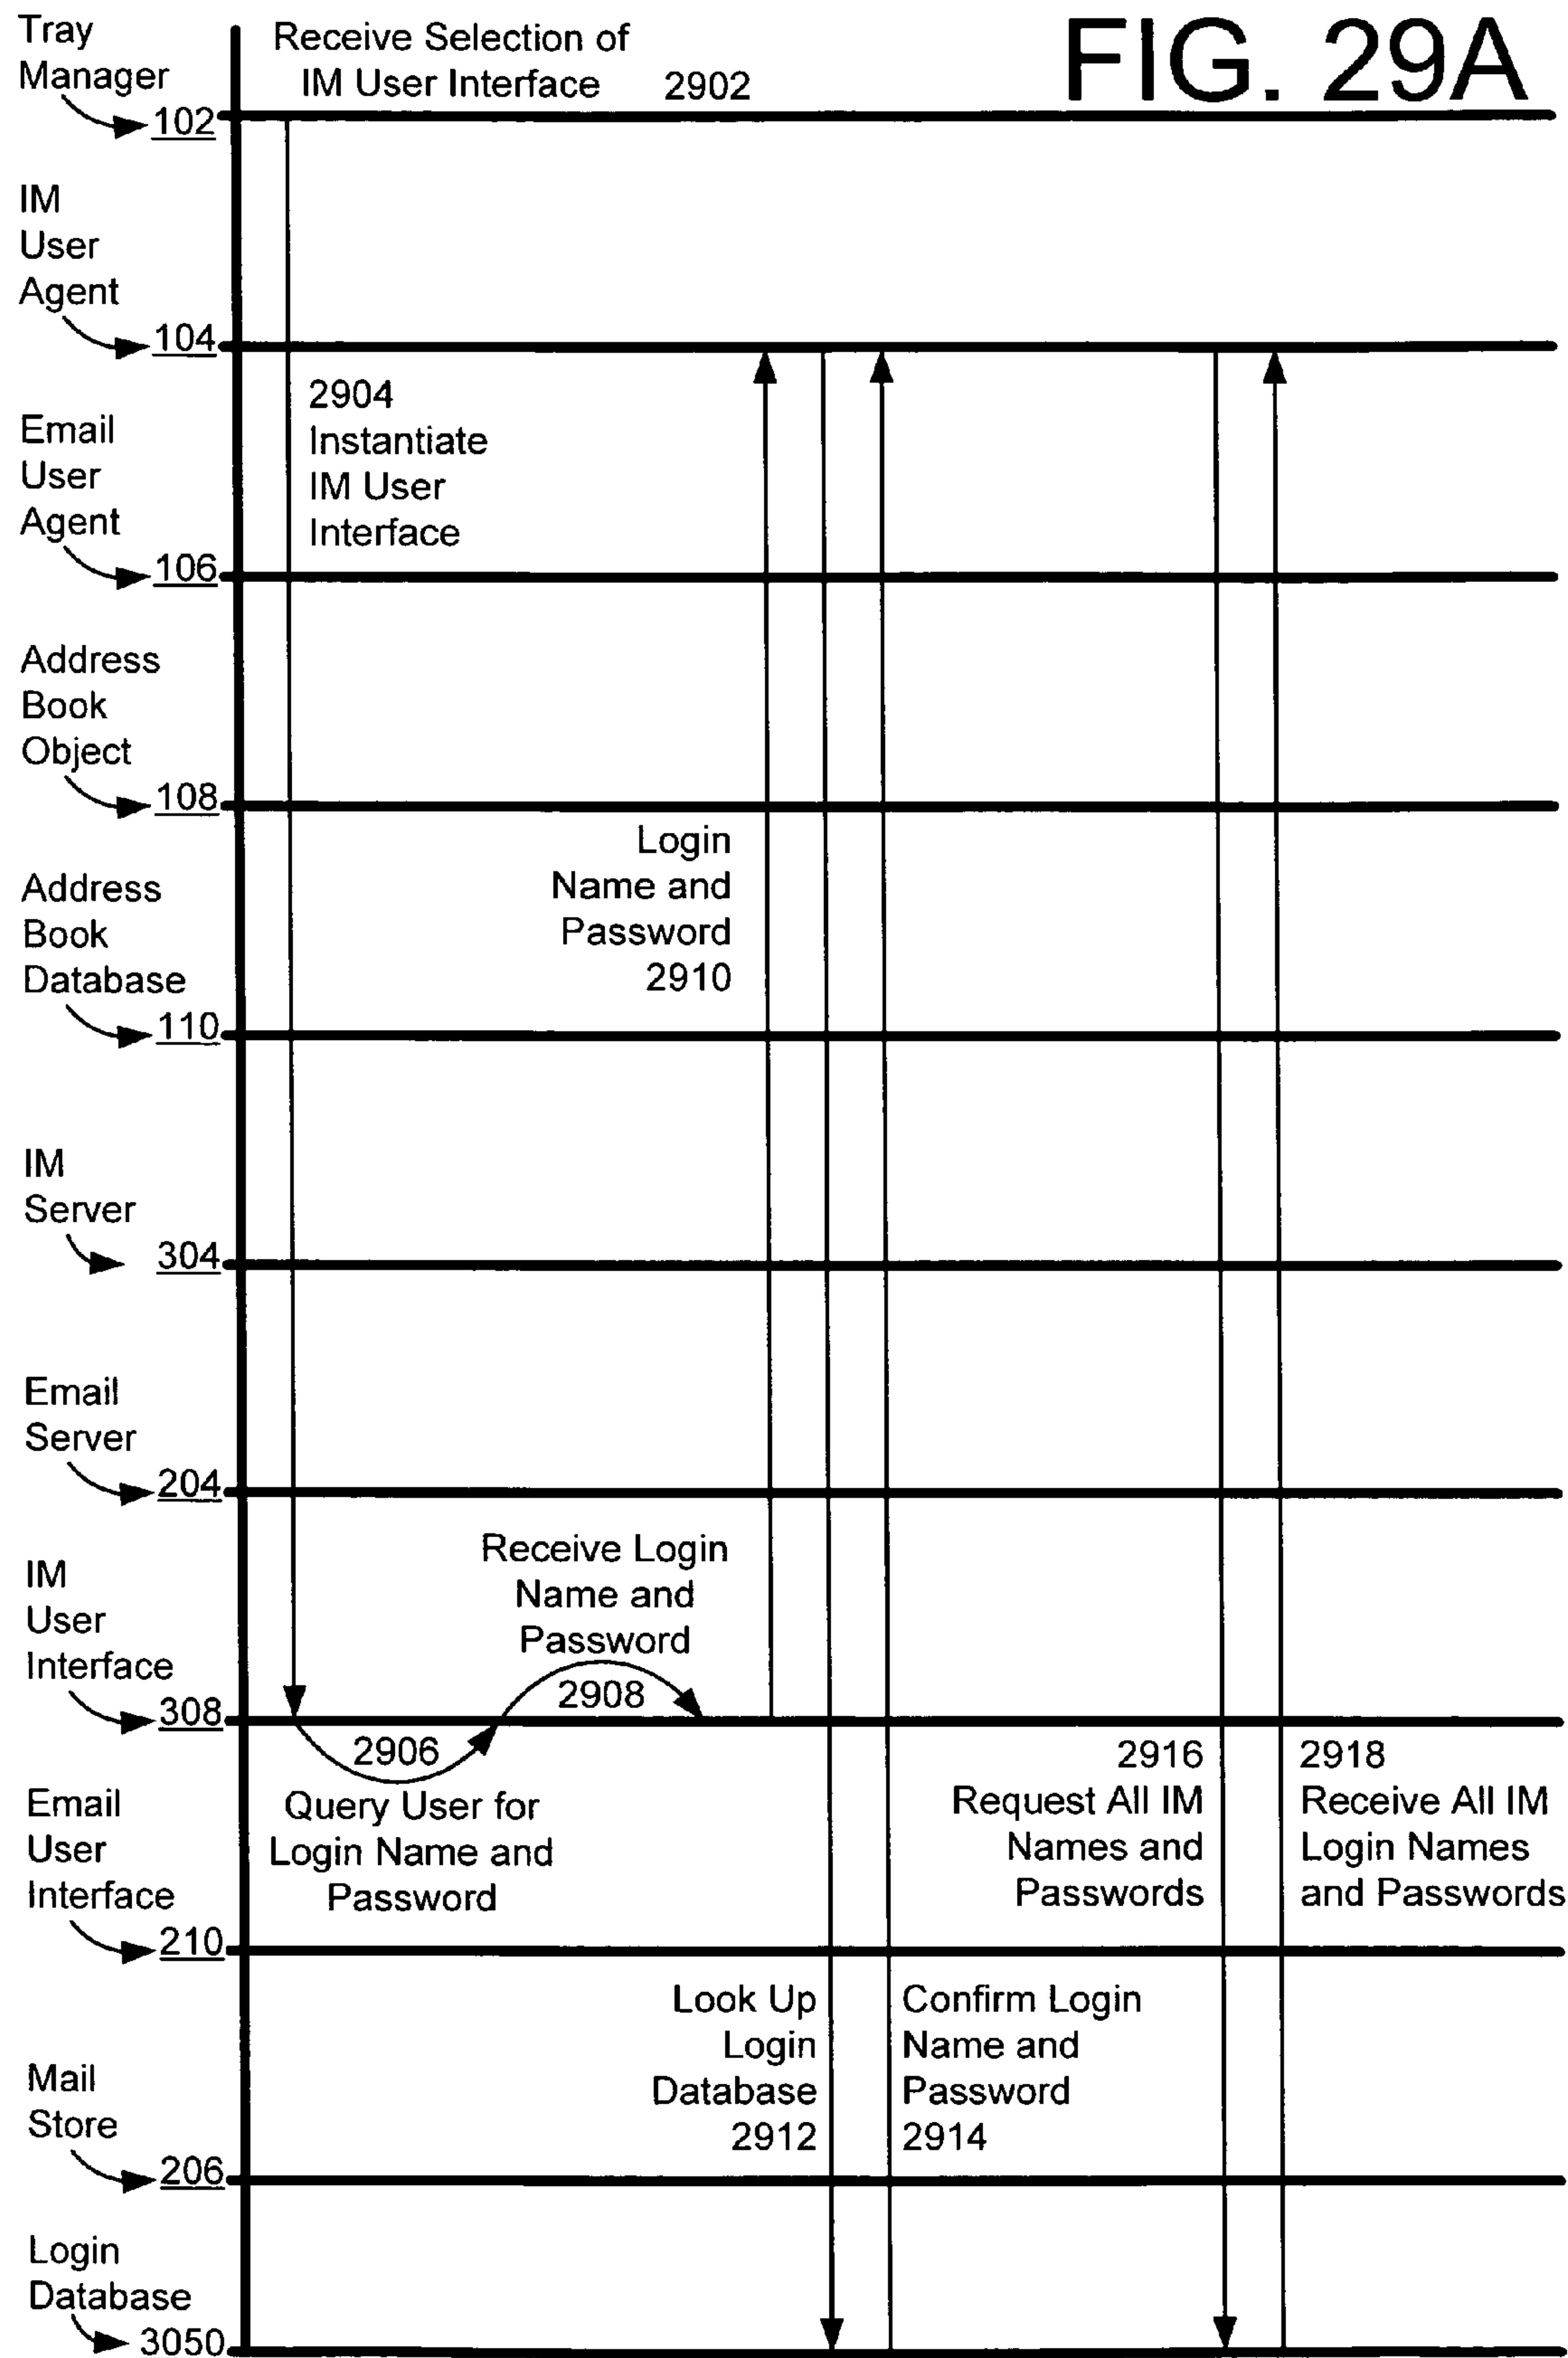 FIG. 29A
Tray
Manager
102
Receive Selection of
IM User Interface 2902
IM
User
Agent
104
2904
Instantiate
IM User
Interface
Email
User
Agent
106
Address
Book
Object
108
Login
Name and
Password
2910
Address
Book
Database
110
IM
Server
304
Email
Server
204
Receive Login
Name and
Password
2908
IM
User
Interface
308
2906
Query User for
Login Name and
Password
2916
Request All IM
Names and
Passwords
2918
Receive All IM
Login Names
and Passwords
Email
User
Interface
210
Look Up
Login
Database
2912
Confirm Login
Name and
Password
2914
Mail
Store
206
Login
Database
3050